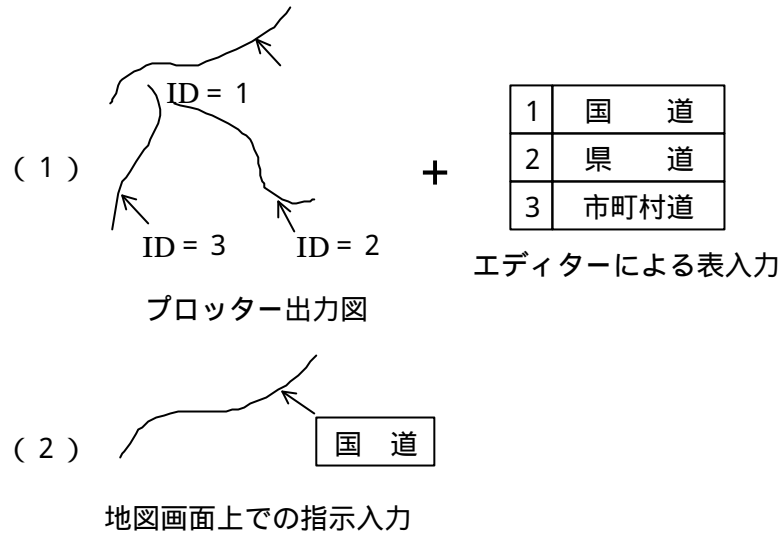 ID = 1
(1)
ID = 3
ID = 2
プロッター出力図
+
1 国 道
2 県 道
3 市町村道
エディターによる表入力
(2)
国 道
地図画面上での指示入力